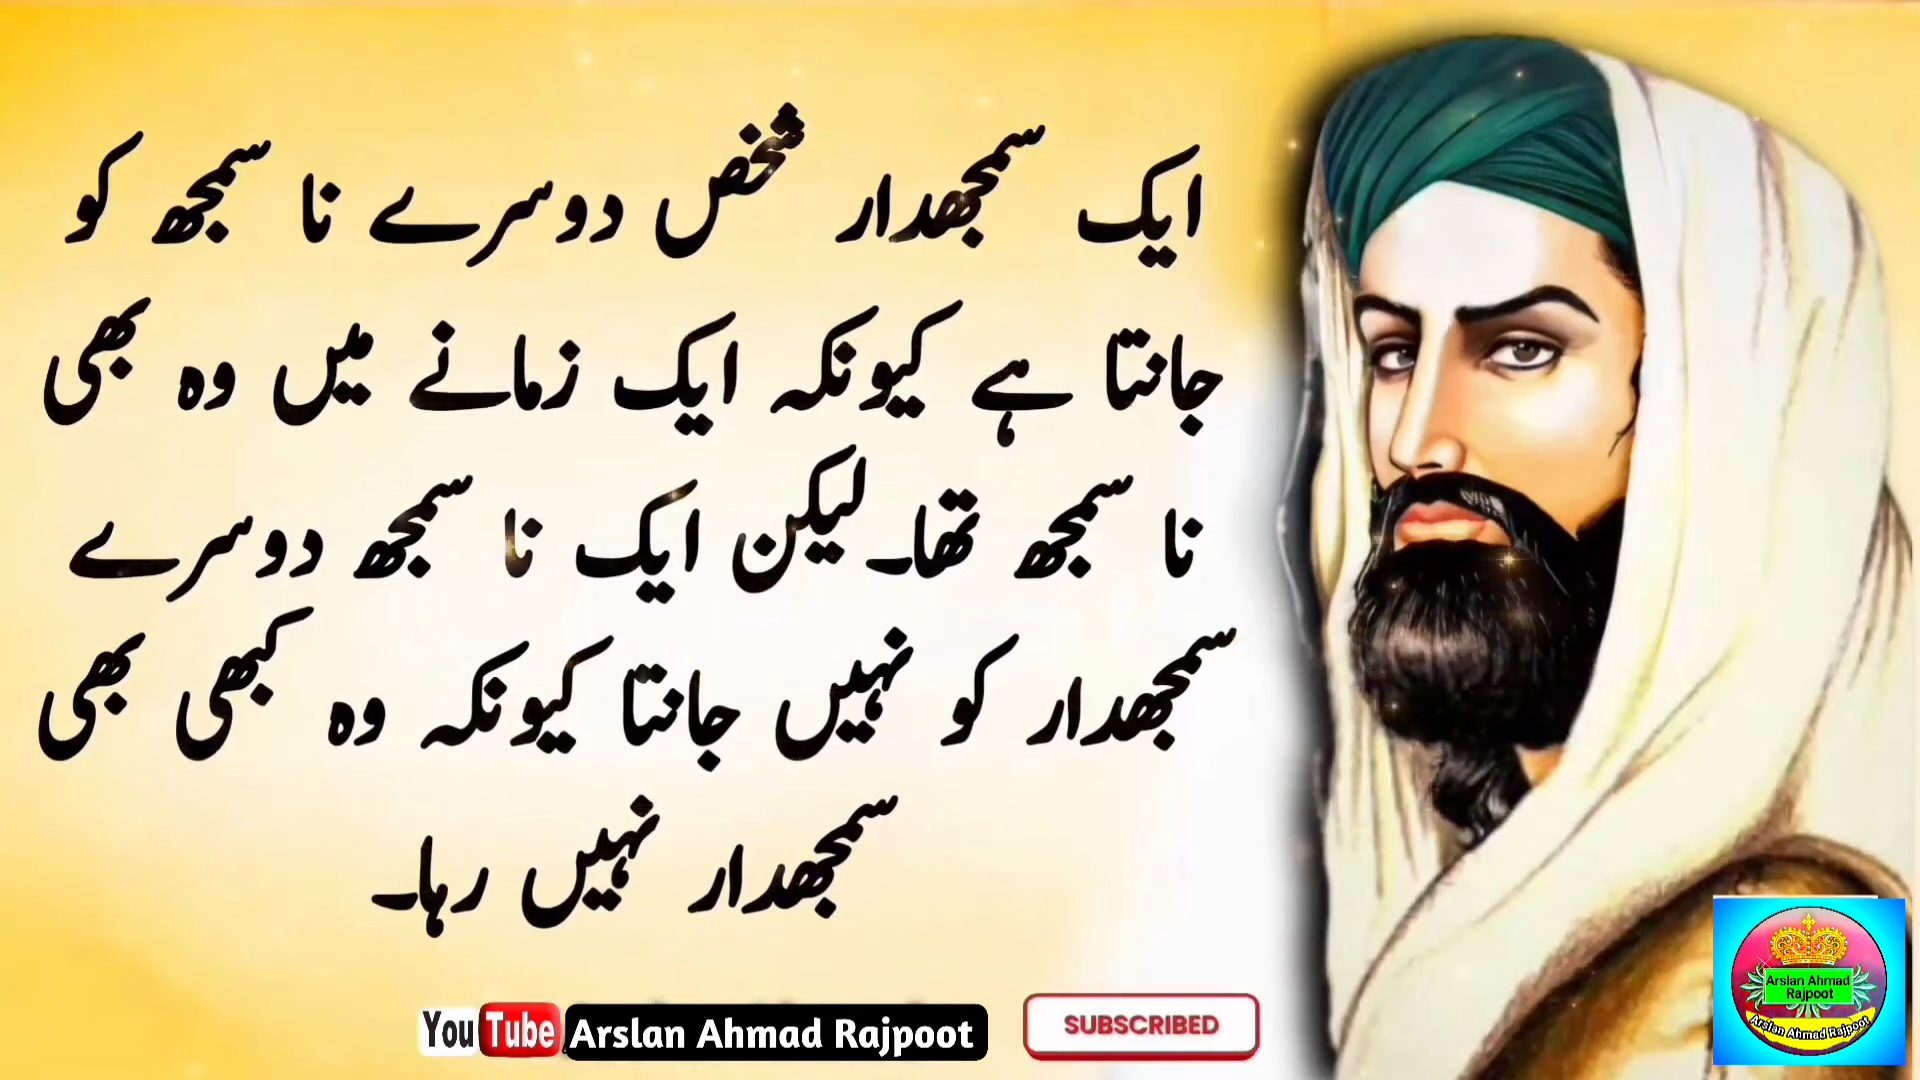 ایک سمجھدار شخص دوسرے نا سمجھ کو
جانتا ہے کیونکہ ایک زمانے میں وہ بھی
نا سمجھ تھا۔ لیکن ایک نا سمجھ دوسرے
سمجھدار کو نہیں جانتا کیونکہ وہ کبھی بھی
سمجھدار نہیں رہا۔
YouTube Arslan Ahmad Rajpoot
SUBSCRIBED
Arslan Ahmad
Rajpoot
Arslan Ahmad Rajpoot